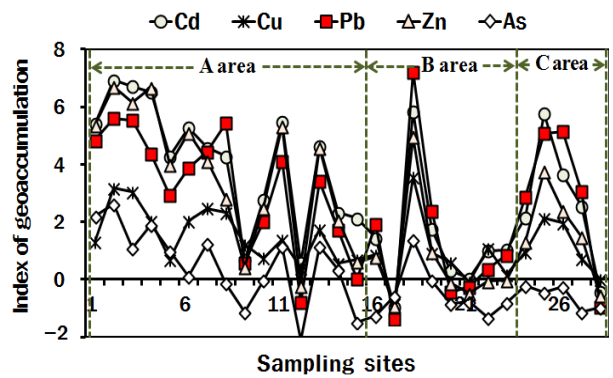 Cd Cu Pb Zn As
8
6
4
2
0
−2
Index of geoaccumulation
A area B area C area
1 6 11 16 21 26
Sampling sites